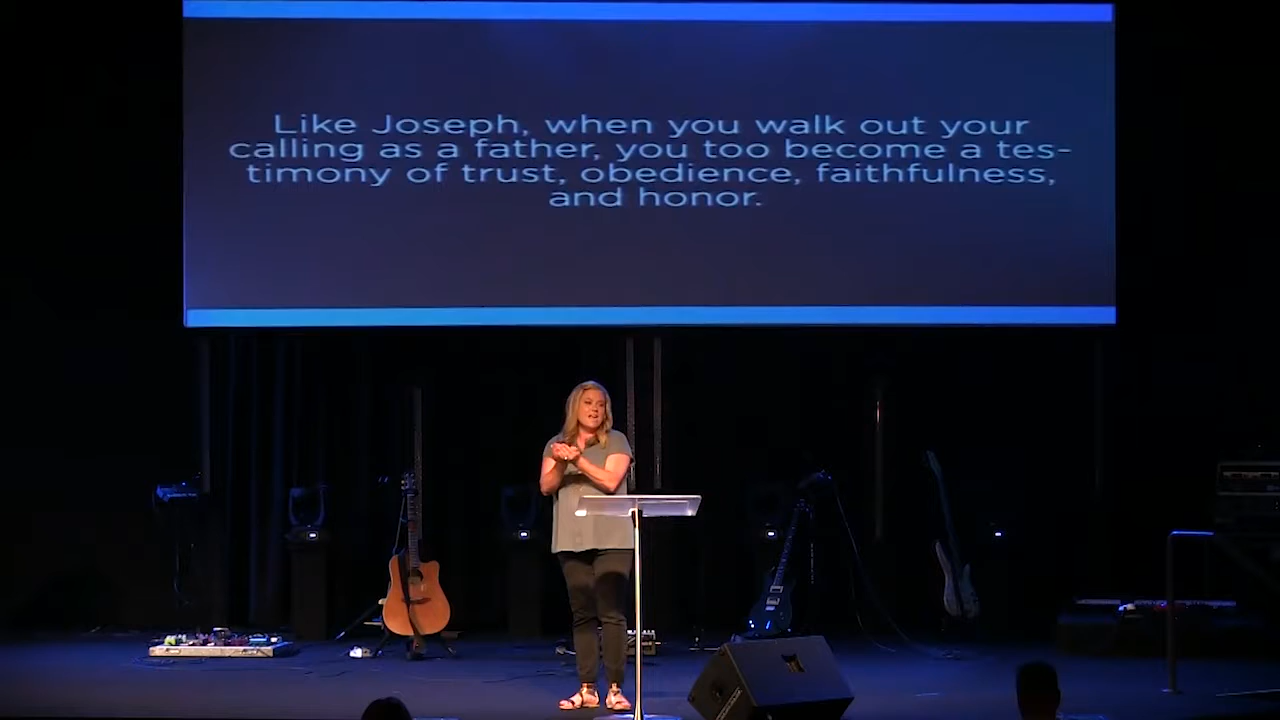 Like Joseph, when you walk out your
calling as a father, you too become a tes-
timony of trust, obedience, faithfulness,
and honor.